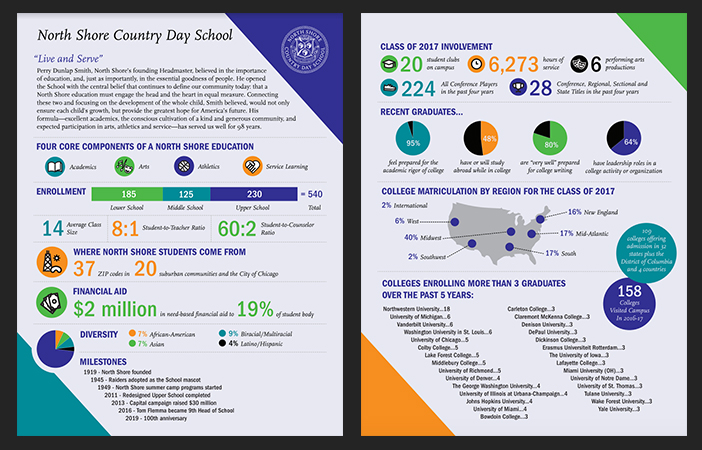 North Shore Country Day School
NORTH SHORE COUNTRY DAY SCHOOL
"Live and Serve"
Perry Dunlap Smith, North Shore's founding Headmaster, believed in the importance
of education, and, just as importantly, in the essential goodness of people. He opened
the School with the central belief that continues to define our community today: that a
North Shore education must engage the head and the heart in equal measure. Connecting
these two and focusing on the development of the whole child, Smith believed, would not only
ensure each child's growth, but provide the greatest hope for America's future. His
formula—excellent academics, the conscious cultivation of a kind and generous community, and
expected participation in arts, athletics and service—has served us well for 98 years.
FOUR CORE COMPONENTS OF A NORTH SHORE EDUCATION
Academics
Arts
Athletics
Service Learning
ENROLLMENT
185
125
230
= 540
Lower School
Middle School
Upper School
Total
14 Average Class Size
8:1 Student-to-Teacher Ratio
60:2 Student-to-Counselor Ratio
WHERE NORTH SHORE STUDENTS COME FROM
37 ZIP codes in 20 suburban communities and the City of Chicago
FINANCIAL AID
$2 million in need-based financial aid to 19% of student body
DIVERSITY
7% African-American
9% Biracial/Multiracial
7% Asian
4% Latino/Hispanic
MILESTONES
1919 - North Shore founded
1945 - Raiders adopted as the School mascot
1949 - North Shore summer camp programs started
2011 - Redesigned Upper School completed
2013 - Capital campaign raised $30 million
2016 - Tom Flemma became 9th Head of School
2019 - 100th anniversary
CLASS OF 2017 INVOLVEMENT
20 student clubs on campus
6,273 hours of service
6 performing arts productions
224 All Conference Players in the past four years
28 Conference, Regional, Sectional and State Titles in the past four years
RECENT GRADUATES...
95%
48%
80%
64%
feel prepared for the academic rigor of college
have or will study abroad while in college
are "very well" prepared for college writing
have leadership roles in a college activity or organization
COLLEGE MATRICULATION BY REGION FOR THE CLASS OF 2017
2% International
6% West
40% Midwest
2% Southwest
16% New England
17% Mid-Atlantic
17% South
109
colleges offering
admission in 32
states plus the
District of Columbia
and 4 countries
158
Colleges
Visited Campus
In 2016-17
COLLEGES ENROLLING MORE THAN 3 GRADUATES
OVER THE PAST 5 YEARS:
Northwestern University...18
University of Michigan...6
Vanderbilt University...6
Washington University in St. Louis...6
University of Chicago...5
Colby College...5
Lake Forest College...5
Middlebury College...5
University of Richmond...5
University of Denver...4
The George Washington University...4
University of Illinois at Urbana-Champaign...4
Johns Hopkins University...4
University of Miami...4
Bowdoin College...3
Carleton College...3
Claremont McKenna College...3
Denison University...3
DePaul University...3
Dickinson College...3
Erasmus Universiteit Rotterdam...3
The University of Iowa...3
Lafayette College...3
Miami University (OH)...3
University of Notre Dame...3
University of St. Thomas...3
Tulane University...3
Wake Forest University...3
Yale University...3